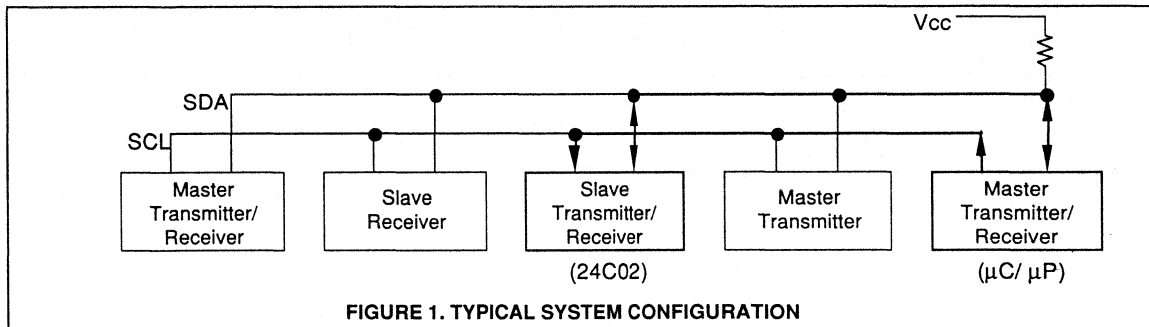 Vcc
SDA
SCL
Master
Transmitter/
Receiver
Slave
Receiver
Slave
Transmitter/
Receiver
Master
Transmitter
Master
Transmitter/
Receiver
(24C02)
(μC/ μP)
FIGURE 1. TYPICAL SYSTEM CONFIGURATION